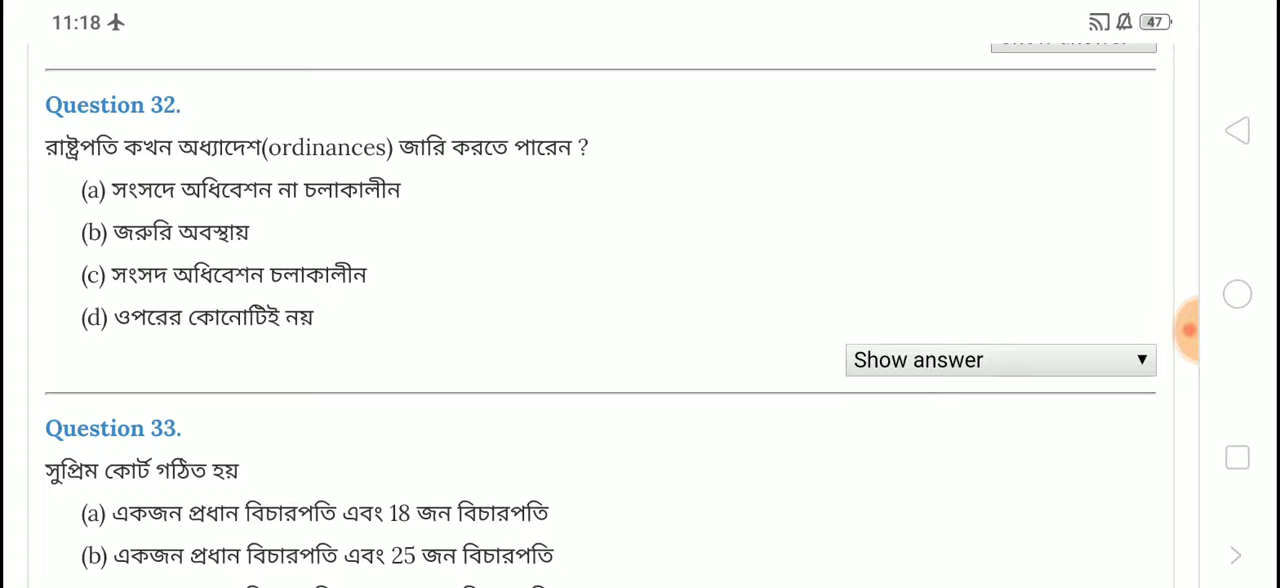 11:18
47
Question 32.
রাষ্ট্রপতি কখন অধ্যাদেশ(ordinances) জারি করতে পারেন ?
(a) সংসদে অধিবেশন না চলাকালীন
(b) জরুরি অবস্থায়
(c) সংসদ অধিবেশন চলাকালীন
(d) ওপরের কোনোটিই নয়
Show answer
Question 33.
সুপ্রিম কোর্ট গঠিত হয়
(a) একজন প্রধান বিচারপতি এবং 18 জন বিচারপতি
(b) একজন প্রধান বিচারপতি এবং 25 জন বিচারপতি